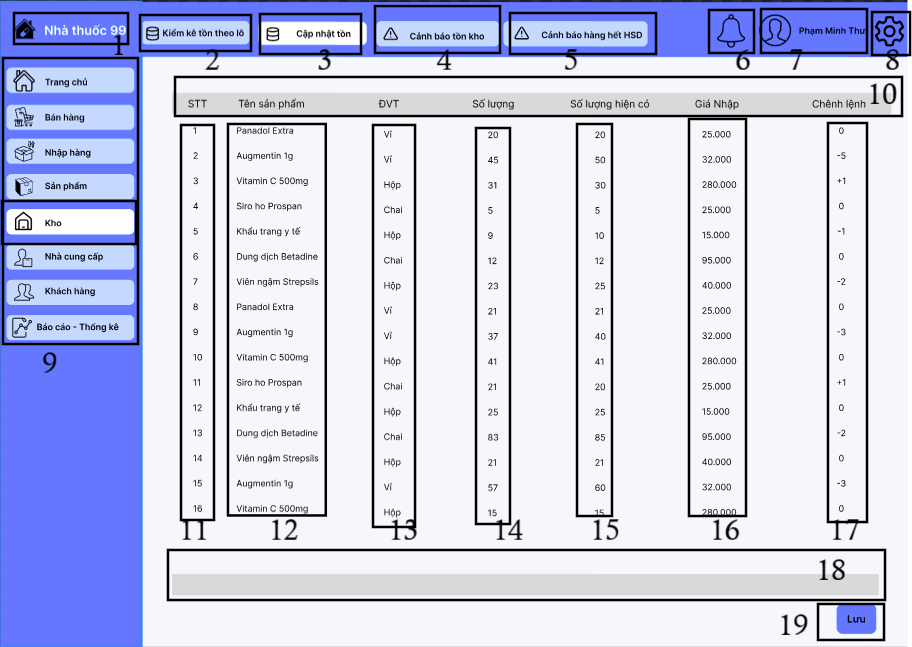 Nhà thuốc 99
1
Kiểm kê tồn theo lô
2
Cập nhật tồn
3
Cảnh báo tồn kho
4
Cảnh báo hàng hết HSD
5
6
Phạm Minh Thư
7
8
Trang chủ
Bán hàng
Nhập hàng
Sản phẩm
Kho
Nhà cung cấp
Khách hàng
Báo cáo - Thống kê
9
STT Tên sản phẩm ĐVT Số lượng Số lượng hiện có Giá Nhập Chênh lệnh 10
1 Panadol Extra Vỉ 20 20 25.000 0
2 Augmentin 1g Vỉ 45 50 32.000 -5
3 Vitamin C 500mg Hộp 31 30 280.000 +1
4 Siro ho Prospan Chai 5 5 25.000 0
5 Khẩu trang y tế Hộp 9 10 15.000 -1
6 Dung dịch Betadine Chai 12 12 95.000 0
7 Viên ngậm Strepsils Hộp 23 25 40.000 -2
8 Panadol Extra Vỉ 21 21 25.000 0
9 Augmentin 1g Vỉ 37 40 32.000 -3
10 Vitamin C 500mg Hộp 41 41 280.000 0
11 Siro ho Prospan Chai 21 20 25.000 +1
12 Khẩu trang y tế Hộp 25 25 15.000 0
13 Dung dịch Betadine Chai 83 85 95.000 -2
14 Viên ngậm Strepsils Hộp 21 21 40.000 0
15 Augmentin 1g Vỉ 57 60 32.000 -3
16 Vitamin C 500mg Hộp 15 15 280.000 0
11 12 13 14 15 16 17
18
19 Lưu